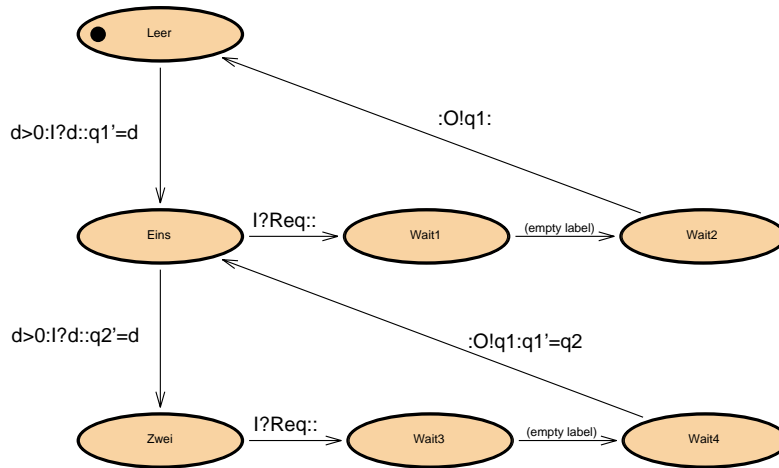 Leer
:O!q1:
d>0:I?d::q1'=d
I?Req::
Eins
Wait1
(empty label)
Wait2
d>0:I?d::q2'=d
:O!q1:q1'=q2
I?Req::
Zwei
Wait3
(empty label)
Wait4